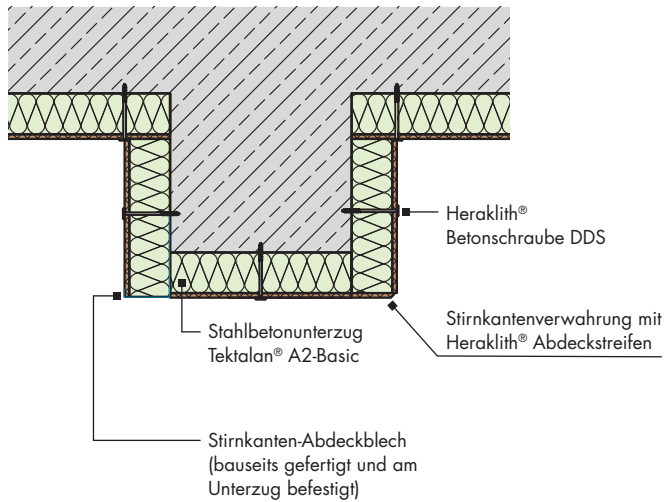 Heraklith®
Betonschraube DDS
Stirnkantenverwahrung mit
Heraklith® Abdeckstreifen
Stahlbetonunterzug
Tektalan® A2-Basic
Stirnkanten-Abdeckblech
(bauseits gefertigt und am
Unterzug befestigt)